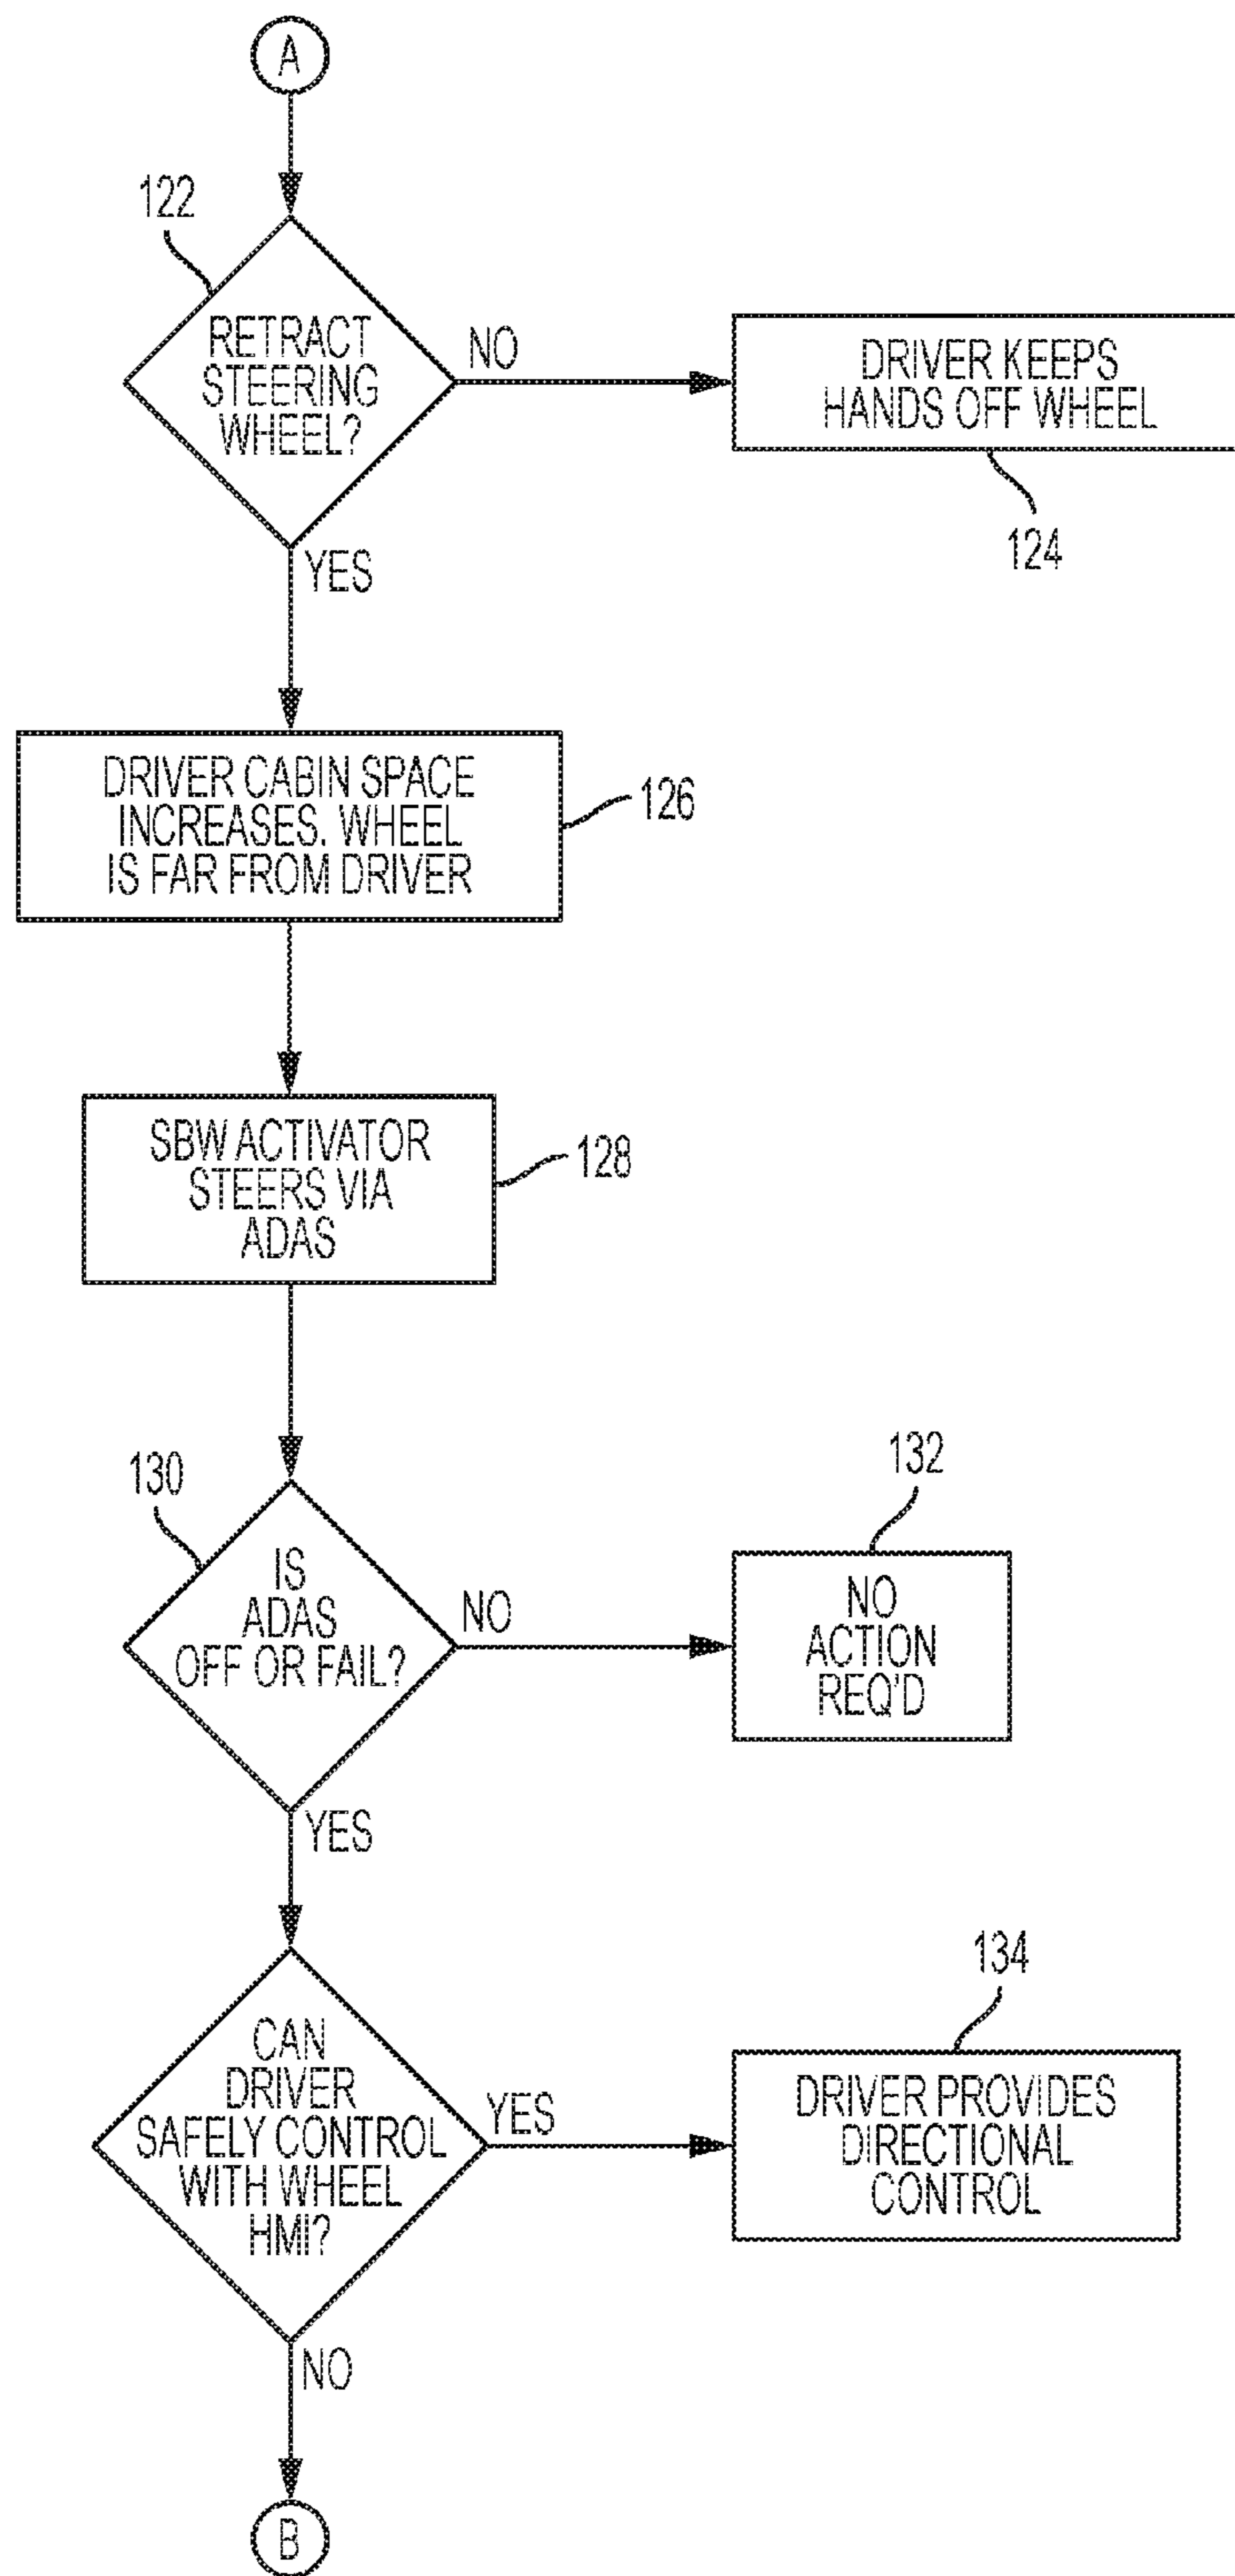 A
122
RETRACT
STEERING
WHEEL?
NO
DRIVER KEEPS
HANDS OFF WHEEL
124
YES
DRIVER CABIN SPACE
INCREASES. WHEEL
IS FAR FROM DRIVER
126
SBW ACTIVATOR
STEERS VIA
ADAS
128
130
IS
ADAS
OFF OR FAIL?
NO
132
NO
ACTION
REQ'D
YES
CAN
DRIVER
SAFELY CONTROL
WITH WHEEL
HMI?
YES
134
DRIVER PROVIDES
DIRECTIONAL
CONTROL
NO
B